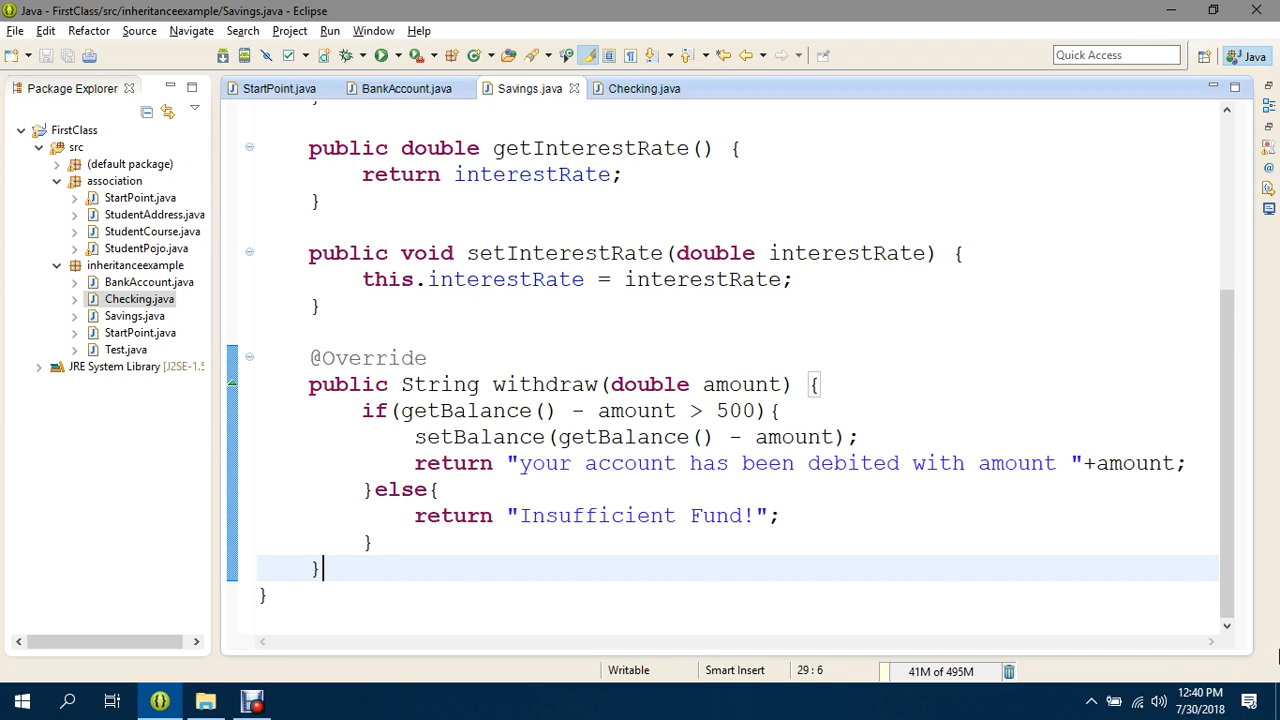 Java - FirstClass/src/inheritanceexample/Savings.java - Eclipse
File Edit Refactor Source Navigate Search Project Run Window Help
Quick Access
Java
Package Explorer
StartPoint.java
BankAccount.java
Savings.java
Checking.java
FirstClass
src
(default package)
association
StartPoint.java
StudentAddress.java
StudentCourse.java
StudentPojo.java
inheritanceexample
BankAccount.java
Checking.java
Savings.java
StartPoint.java
Test.java
JRE System Library [J2SE-1.5
}
public double getInterestRate() {
return interestRate;
}
public void setInterestRate(double interestRate) {
this.interestRate = interestRate;
}
@Override
public String withdraw(double amount) {
if(getBalance() - amount > 500){
setBalance(getBalance() - amount);
return "your account has been debited with amount "+amount;
}else{
return "Insufficient Fund!";
}
}
}
Writable
Smart Insert
29 : 6
41M of 495M
12:40 PM
7/30/2018